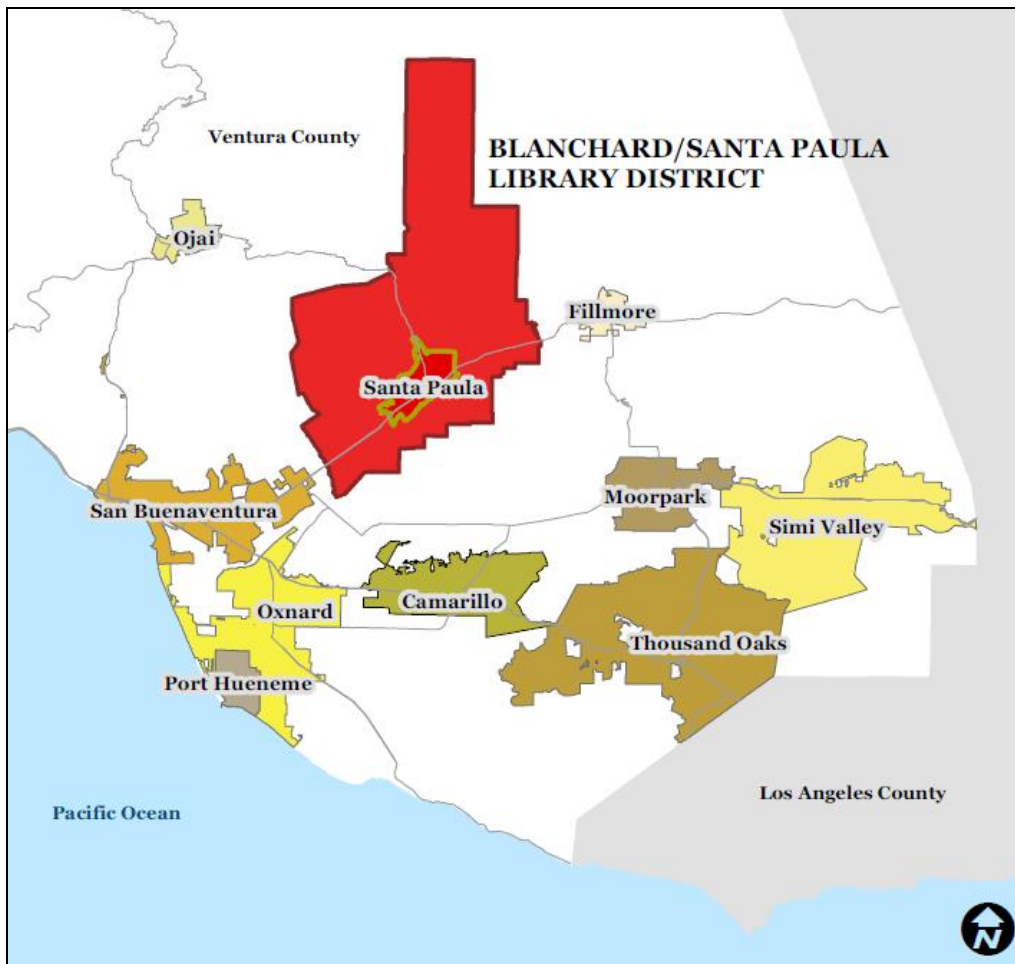 Ventura County
BLANCHARD/SANTA PAULA
LIBRARY DISTRICT
Ojai
Fillmore
Santa Paula
Moorpark
San Buenaventura
Simi Valley
Camarillo
Oxnard
Thousand Oaks
Port Hueneme
Los Angeles County
Pacific Ocean
N